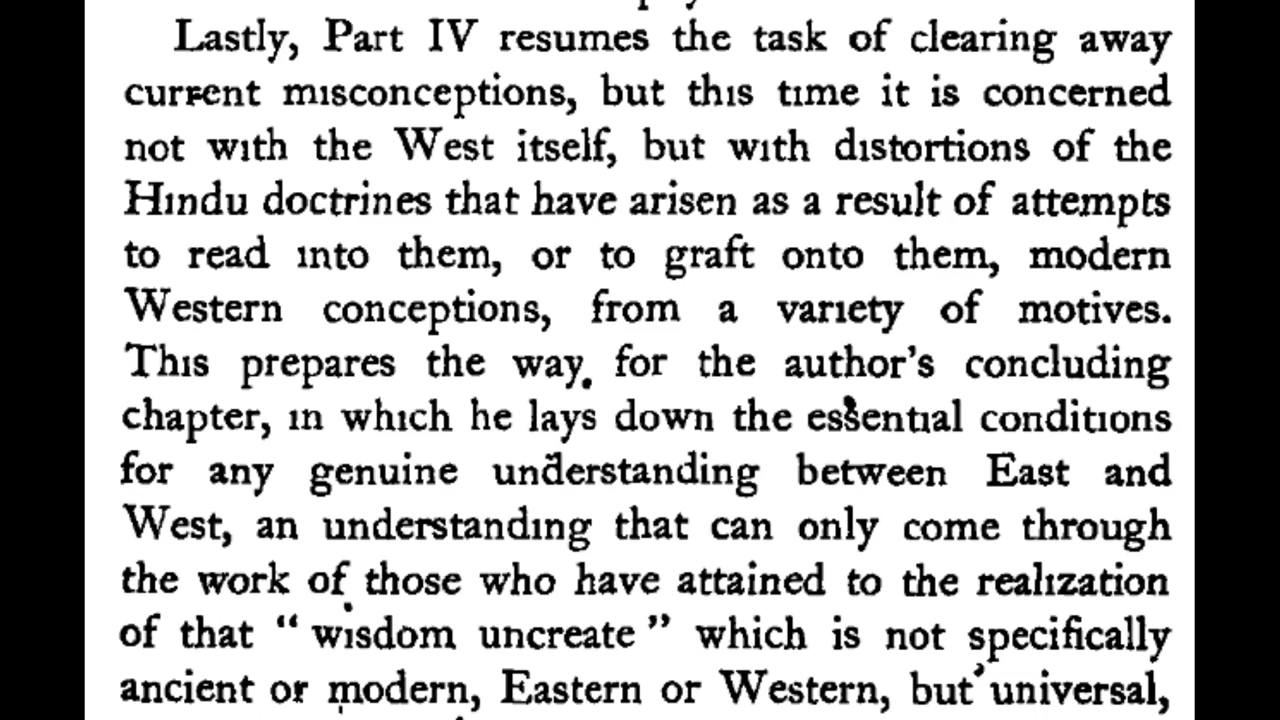 Lastly, Part IV resumes the task of clearing away
current misconceptions, but this time it is concerned
not with the West itself, but with distortions of the
Hindu doctrines that have arisen as a result of attempts
to read into them, or to graft onto them, modern
Western conceptions, from a variety of motives.
This prepares the way for the author's concluding
chapter, in which he lays down the essential conditions
for any genuine understanding between East and
West, an understanding that can only come through
the work of those who have attained to the realization
of that “ wisdom uncreate ” which is not specifically
ancient or modern, Eastern or Western, but universal,